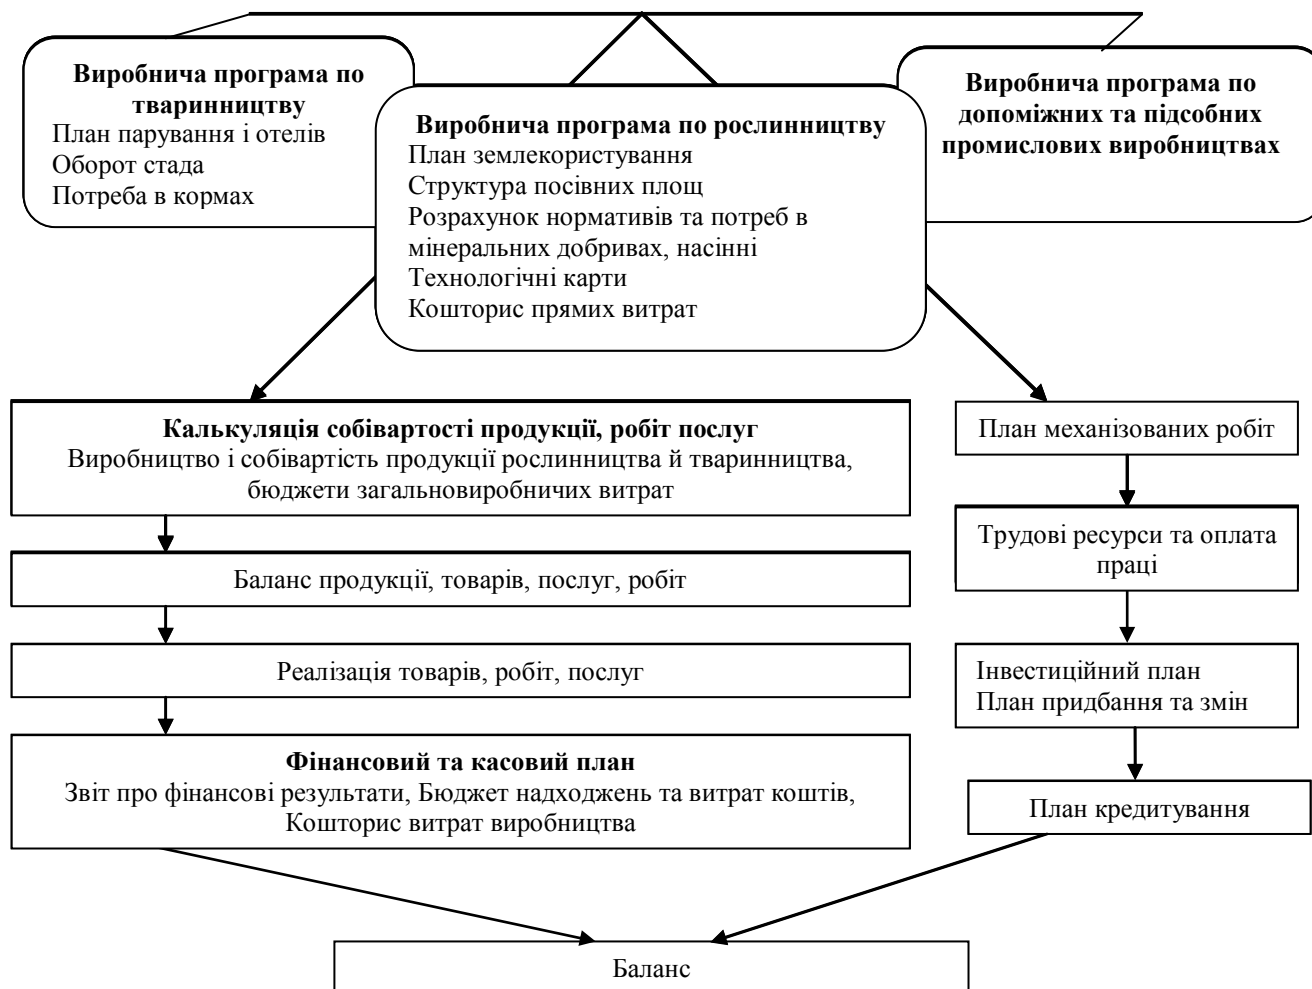 Виробнича програма по
тваринництву
План парування і отелів
Оборот стада
Потреба в кормах
Виробнича програма по рослинництву
План землекористування
Структура посівних площ
Розрахунок нормативів та потреб в
мінеральних добривах, насінні
Технологічні карти
Кошторис прямих витрат
Виробнича програма по
допоміжних та підсобних
промислових виробництвах
Калькуляція собівартості продукції, робіт послуг
Виробництво і собівартість продукції рослинництва й тваринництва,
бюджети загальновиробничих витрат
Баланс продукції, товарів, послуг, робіт
Реалізація товарів, робіт, послуг
Фінансовий та касовий план
Звіт про фінансові результати, Бюджет надходжень та витрат коштів,
Кошторис витрат виробництва
План механізованих робіт
Трудові ресурси та оплата
праці
Інвестиційний план
План придбання та змін
План кредитування
Баланс